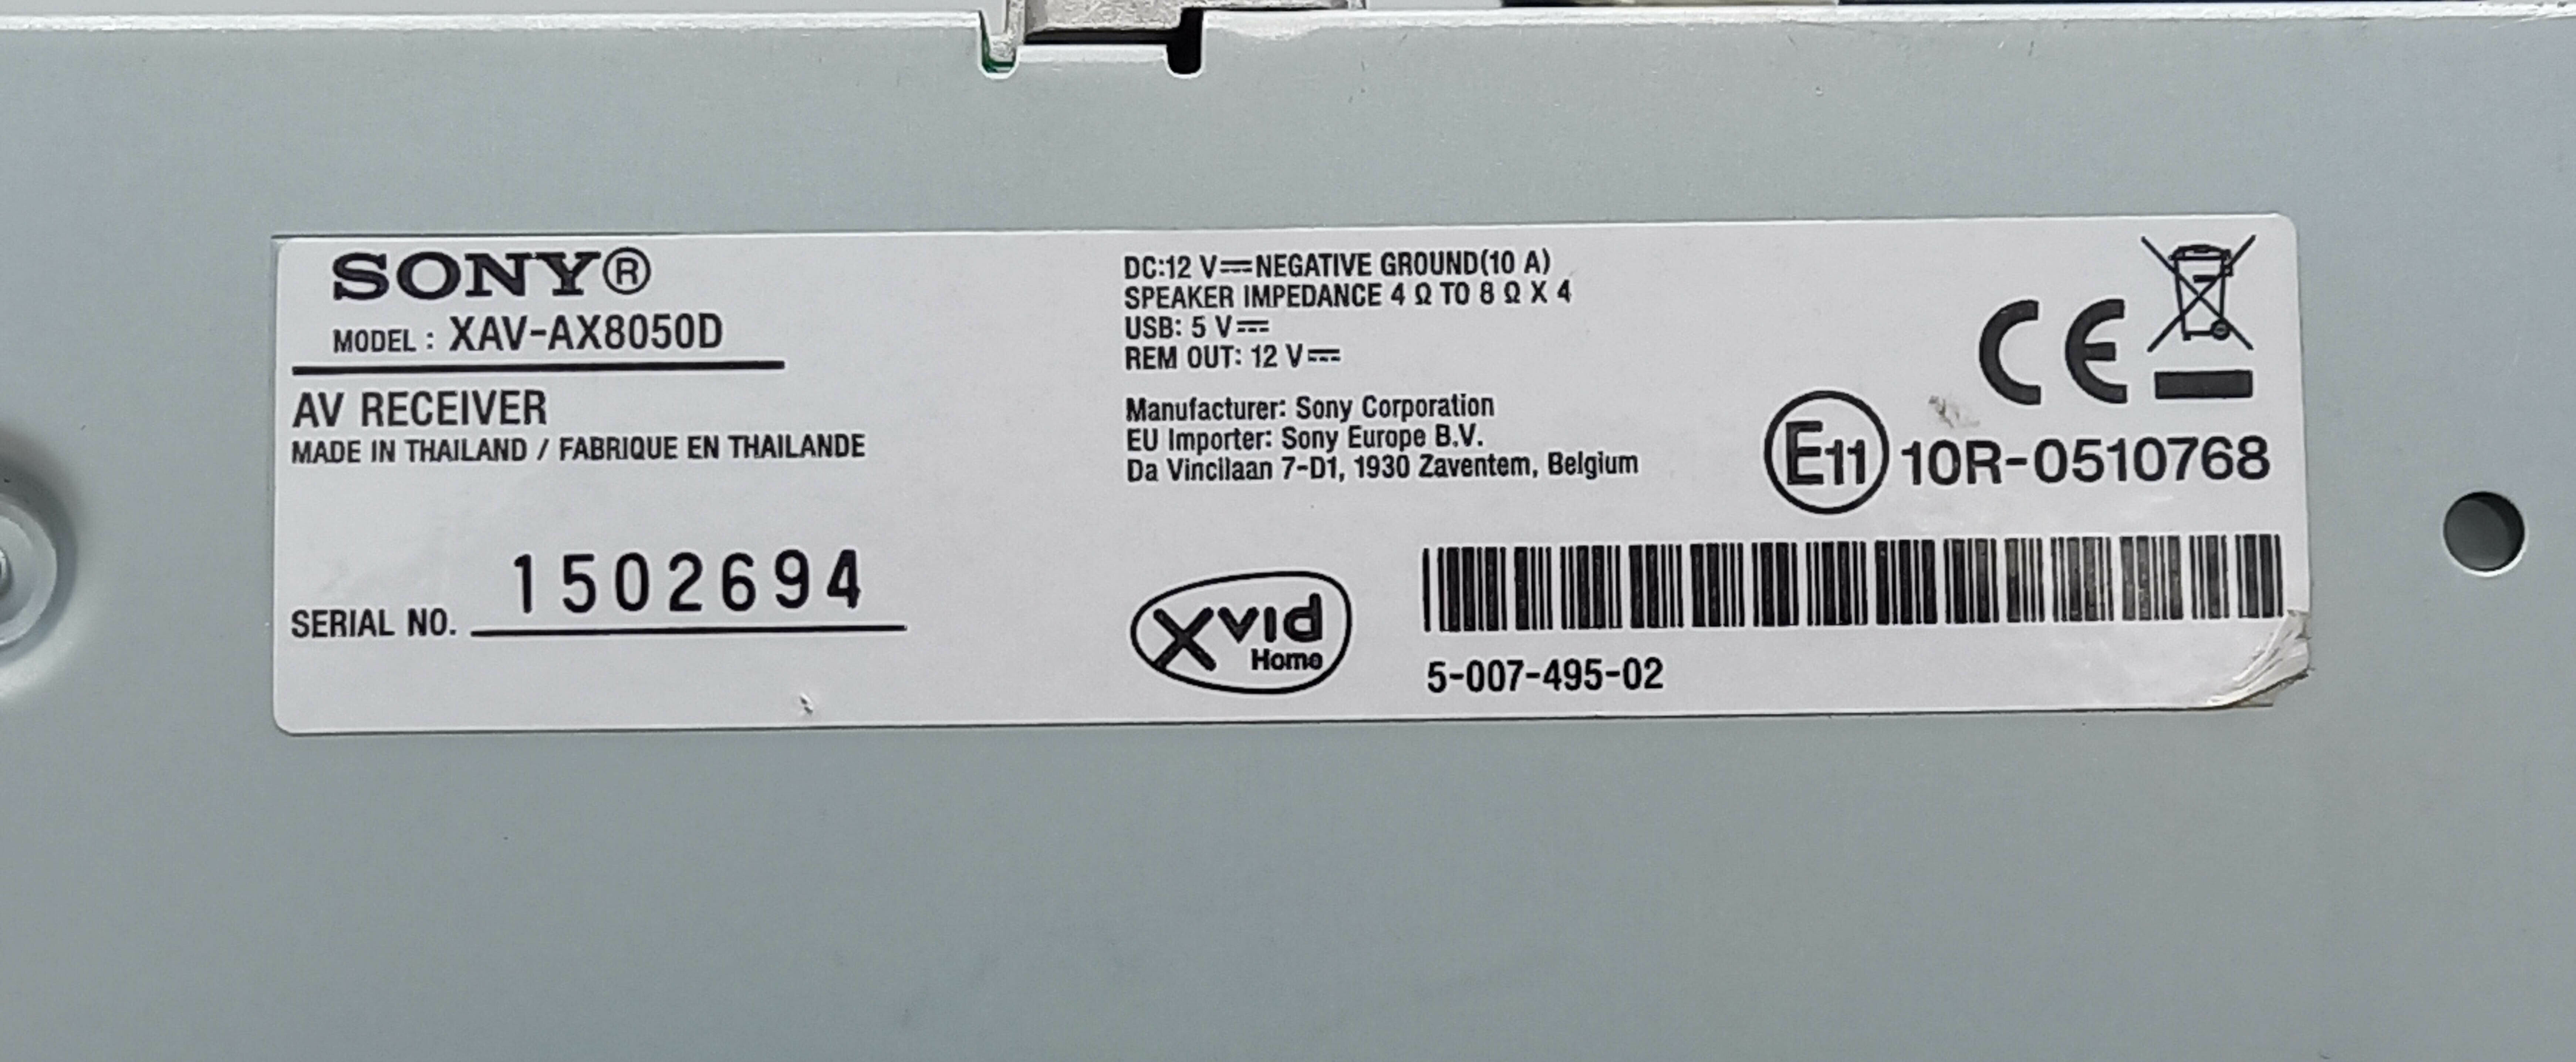 SONY®
MODEL : XAV-AX8050D
AV RECEIVER
MADE IN THAILAND / FABRIQUE EN THAILANDE
SERIAL NO. 1502694
DC:12 V⎓NEGATIVE GROUND(10 A)
SPEAKER IMPEDANCE 4 Ω TO 8 Ω X 4
USB: 5 V⎓
REM OUT: 12 V⎓
Manufacturer: Sony Corporation
EU Importer: Sony Europe B.V.
Da Vincilaan 7-D1, 1930 Zaventem, Belgium
CE
E11 10R-0510768
Xvid
Home
5-007-495-02